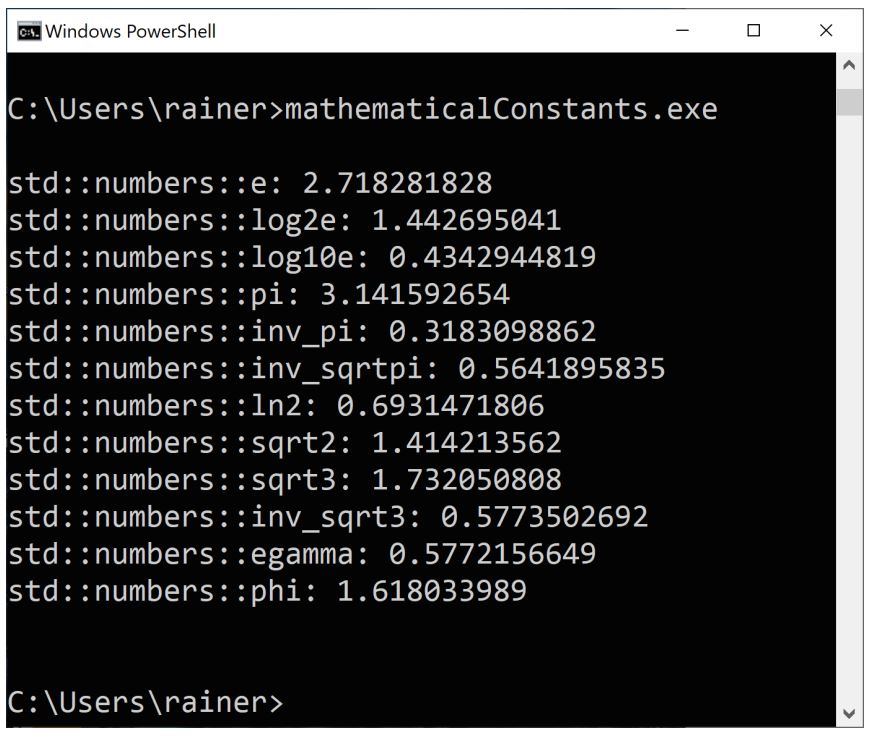 Windows PowerShell
C:\Users\rainer>mathematicalConstants.exe
std::numbers::e: 2.718281828
std::numbers::log2e: 1.442695041
std::numbers::log10e: 0.4342944819
std::numbers::pi: 3.141592654
std::numbers::inv_pi: 0.3183098862
std::numbers::inv_sqrtpi: 0.5641895835
std::numbers::ln2: 0.6931471806
std::numbers::sqrt2: 1.414213562
std::numbers::sqrt3: 1.732050808
std::numbers::inv_sqrt3: 0.5773502692
std::numbers::egamma: 0.5772156649
std::numbers::phi: 1.618033989
C:\Users\rainer>